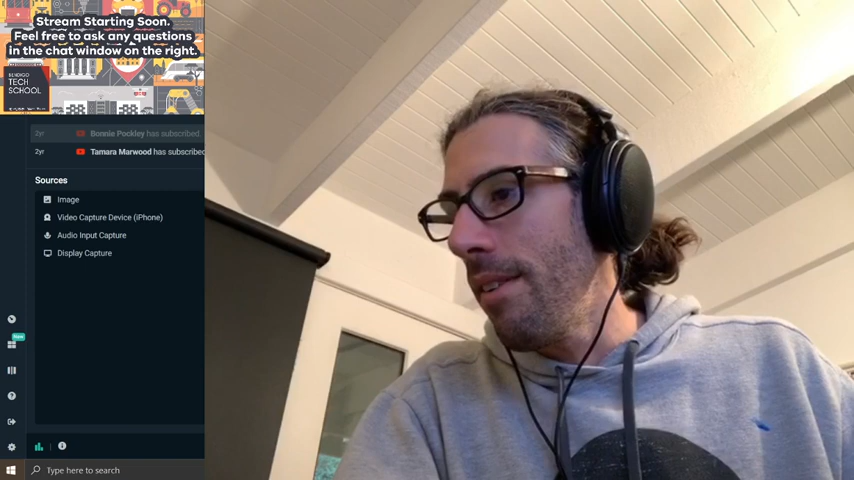 Stream Starting Soon.
Feel free to ask any questions
in the chat window on the right.
BENDIGO
TECH
SCHOOL
2yr Bonnie Pockley has subscribed
2yr Tamara Marwood has subscribed
Sources
Image
Video Capture Device (iPhone)
Audio Input Capture
Display Capture
New
Type here to search